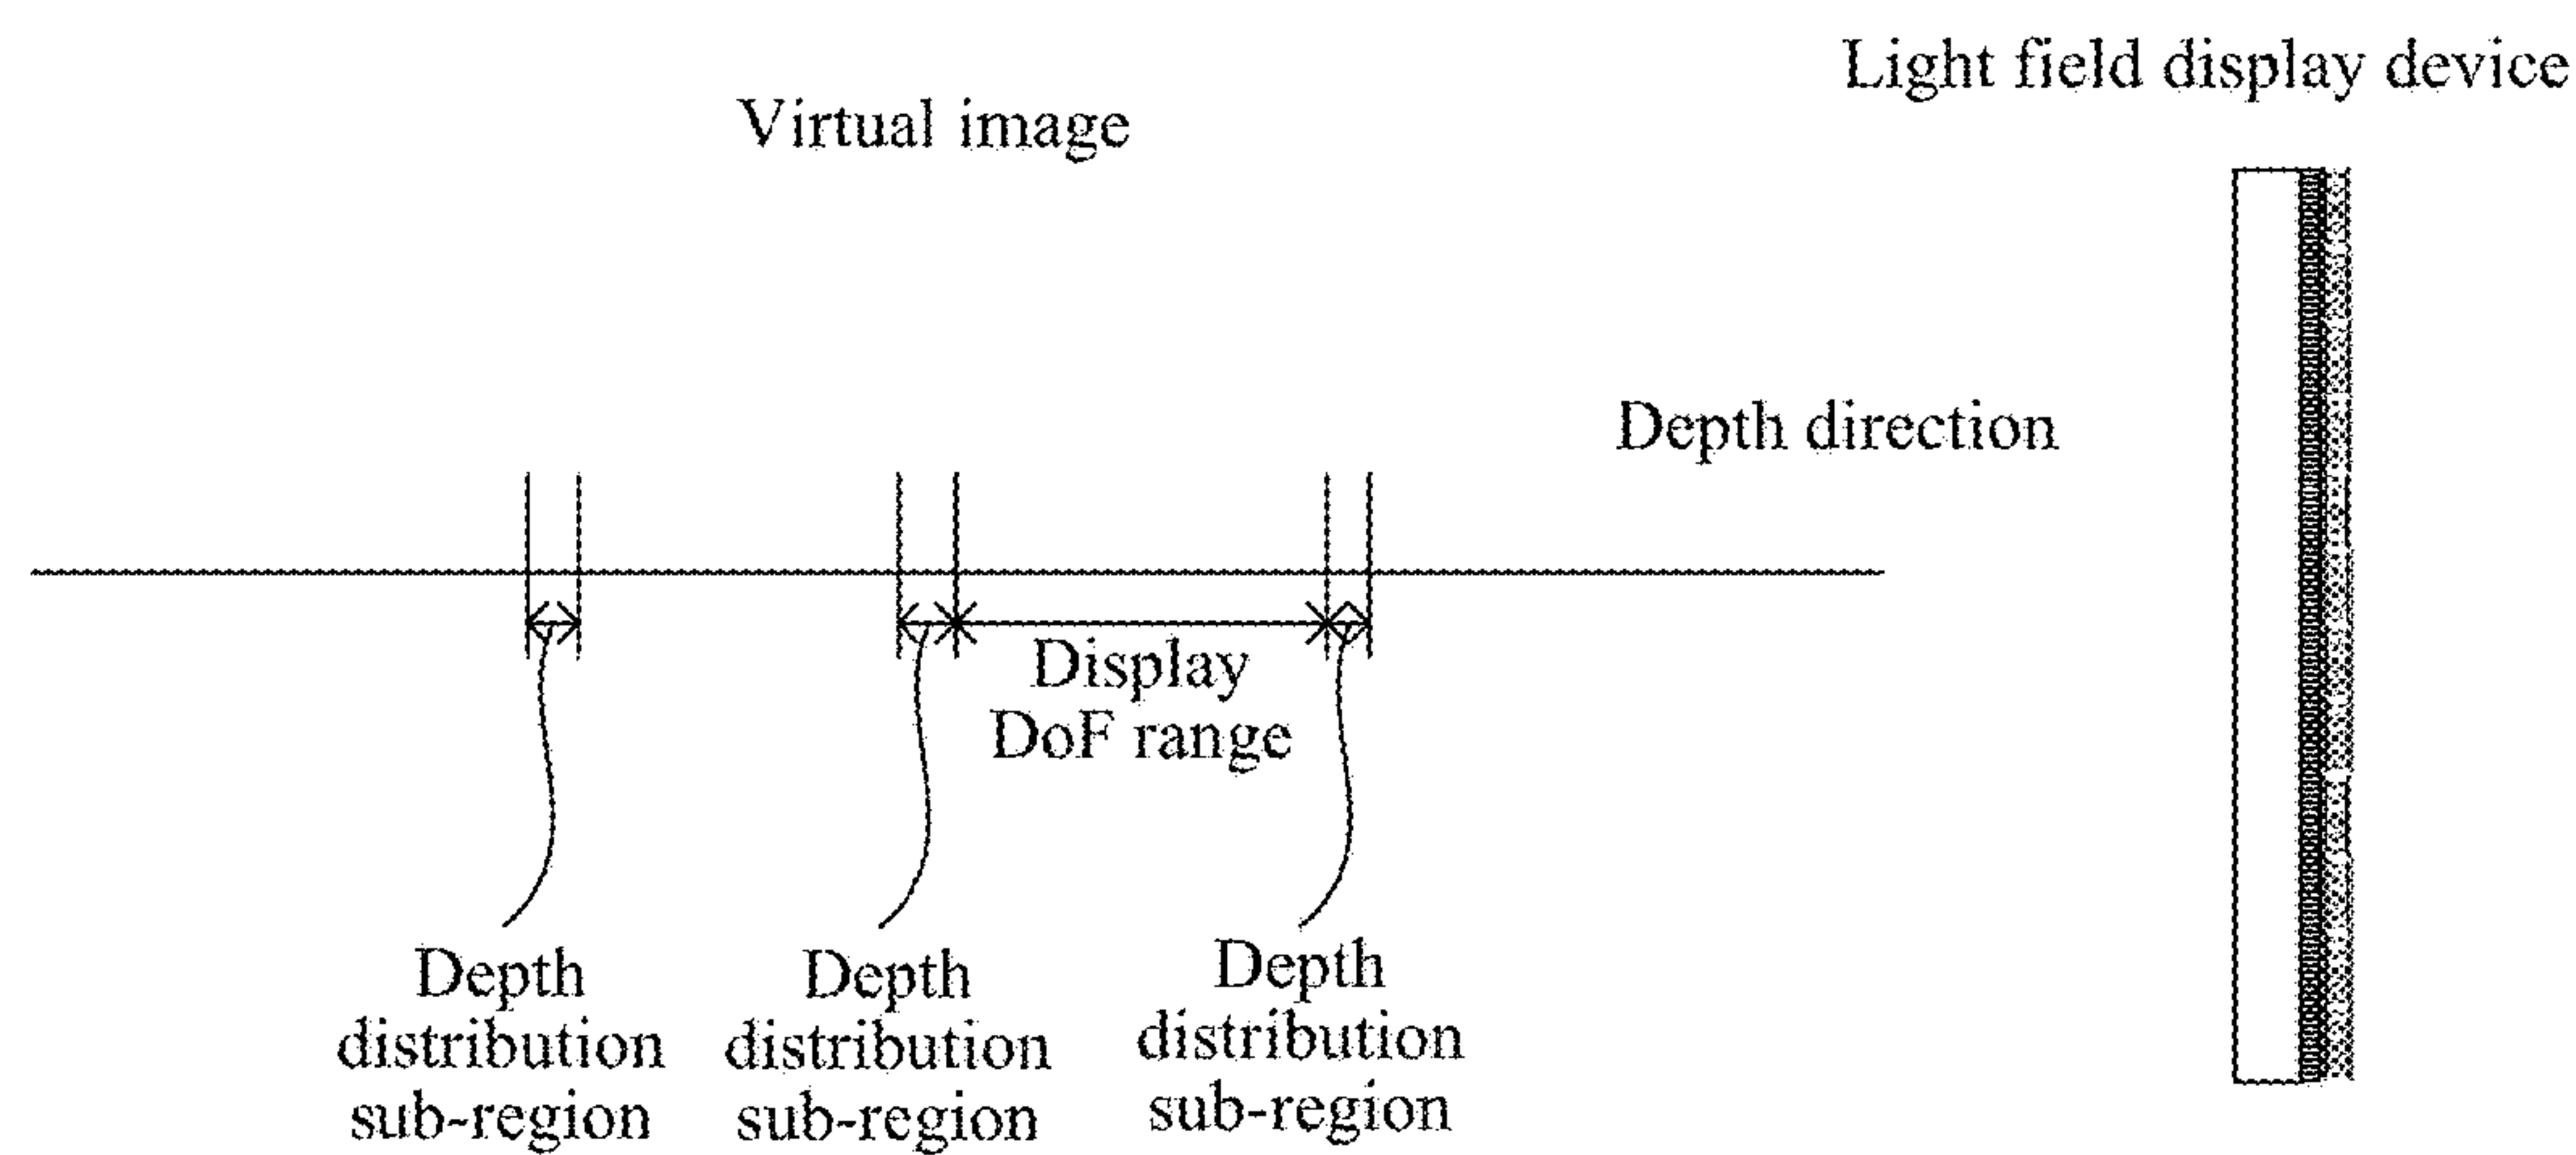 Light field display device
Virtual image
Depth direction
Display
DoF range
Depth
distribution
sub-region
Depth
distribution
sub-region
Depth
distribution
sub-region